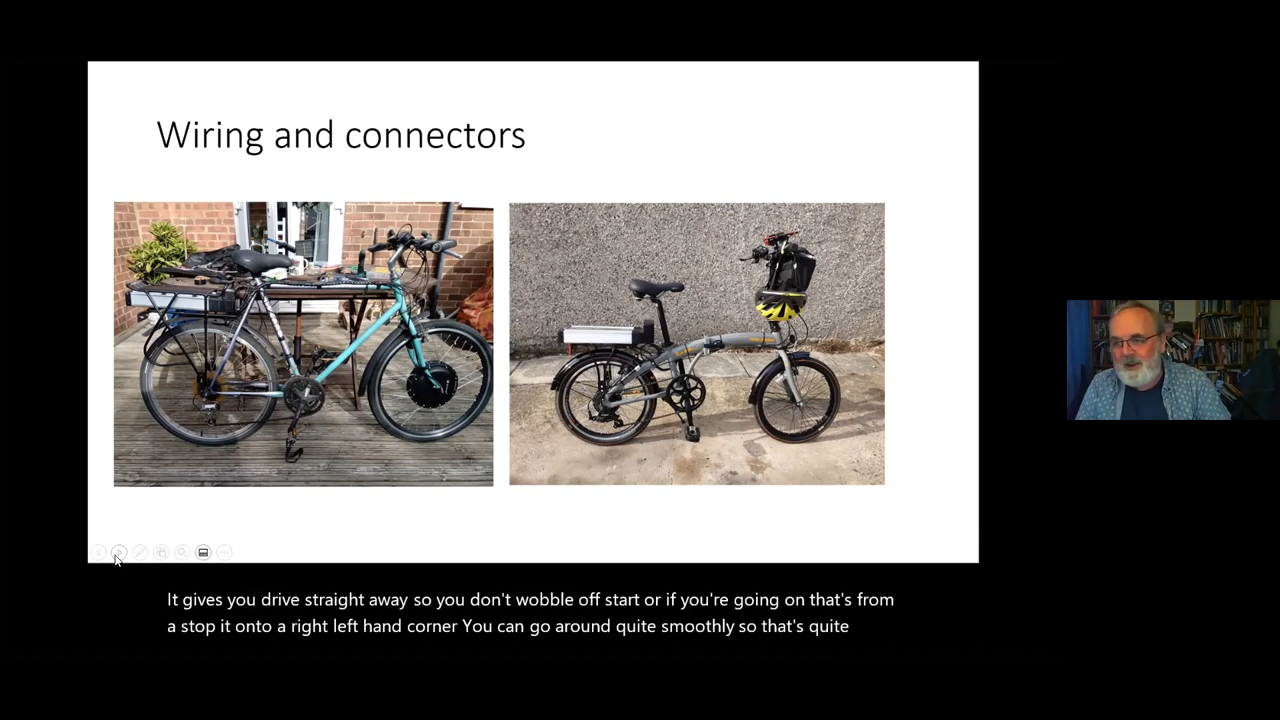 Wiring and connectors
It gives you drive straight away so you don't wobble off start or if you're going on that's from
a stop it onto a right left hand corner You can go around quite smoothly so that's quite